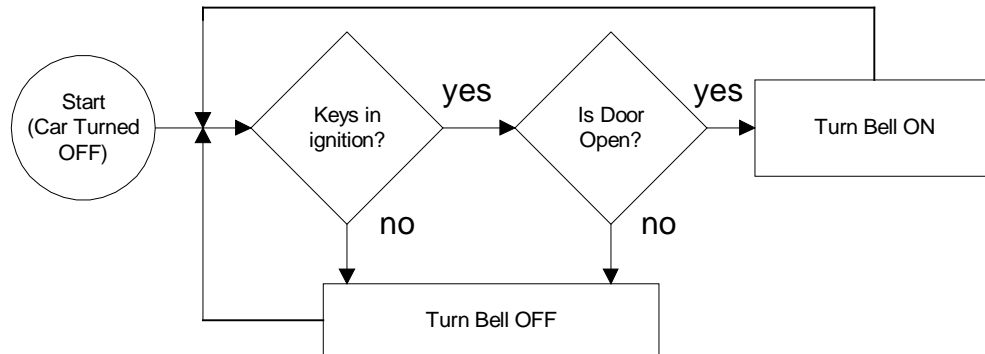 Start
(Car Turned
OFF)
Keys in
ignition?
yes
Is Door
Open?
yes
Turn Bell ON
no
no
Turn Bell OFF